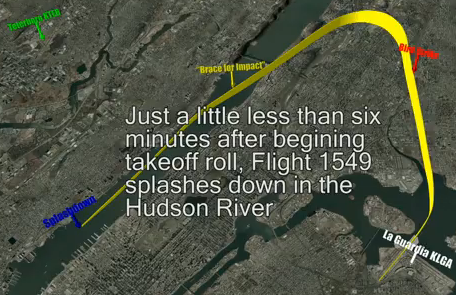 Teterboro KTEB
Brace for Impact"
Bird Strike
Just a little less than six
minutes after begining
takeoff roll, Flight 1549
splashes down in the
Hudson River
Splashdown
La Guardia KLGA